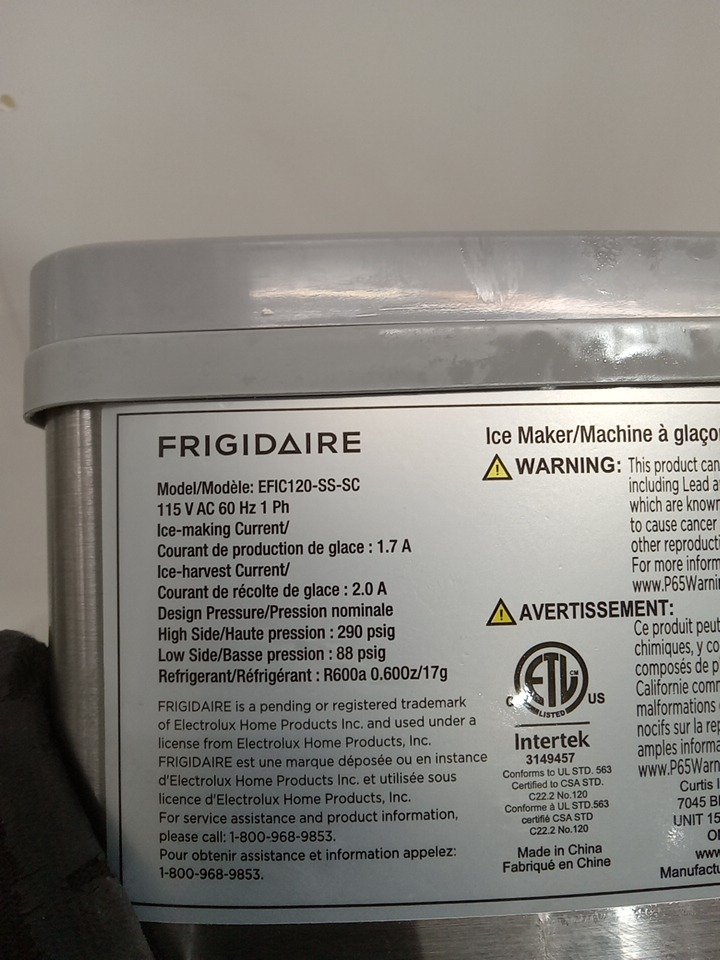 FRIGIDAIRE
Model/Modèle: EFIC120-SS-SC
115 V AC 60 Hz 1 Ph
Ice-making Current/
Courant de production de glace : 1.7 A
Ice-harvest Current/
Courant de récolte de glace : 2.0 A
Design Pressure/Pression nominale
High Side/Haute pression : 290 psig
Low Side/Basse pression : 88 psig
Refrigerant/Réfrigérant : R600a 0.60Oz/17g
FRIGIDAIRE is a pending or registered trademark
of Electrolux Home Products Inc. and used under a
license from Electrolux Home Products, Inc.
FRIGIDAIRE est une marque déposée ou en instance
d'Electrolux Home Products Inc. et utilisée sous
licence d'Electrolux Home Products, Inc.
For service assistance and product information,
please call: 1-800-968-9853.
Pour obtenir assistance et information appelez:
1-800-968-9853.
Ice Maker/Machine à glaço
WARNING: This product can
including Lead a
which are known
to cause cancer
other reproducti
For more inform
www.P65Warnin
AVERTISSEMENT:
Ce produit peut
chimiques, y co
composés de p
Californie comm
malformations
nocifs sur la rep
amples informa
www.P65Warn
ETL CM
LISTED
C US
Intertek
3149457
Conforms to UL STD. 563
Certified to CSA STD.
C22.2 No.120
Conforme à UL STD.563
certifié CSA STD
C22.2 No.120
Made in China
Fabriqué en Chine
Curtis I
7045 B
UNIT 15
www
Manufactu